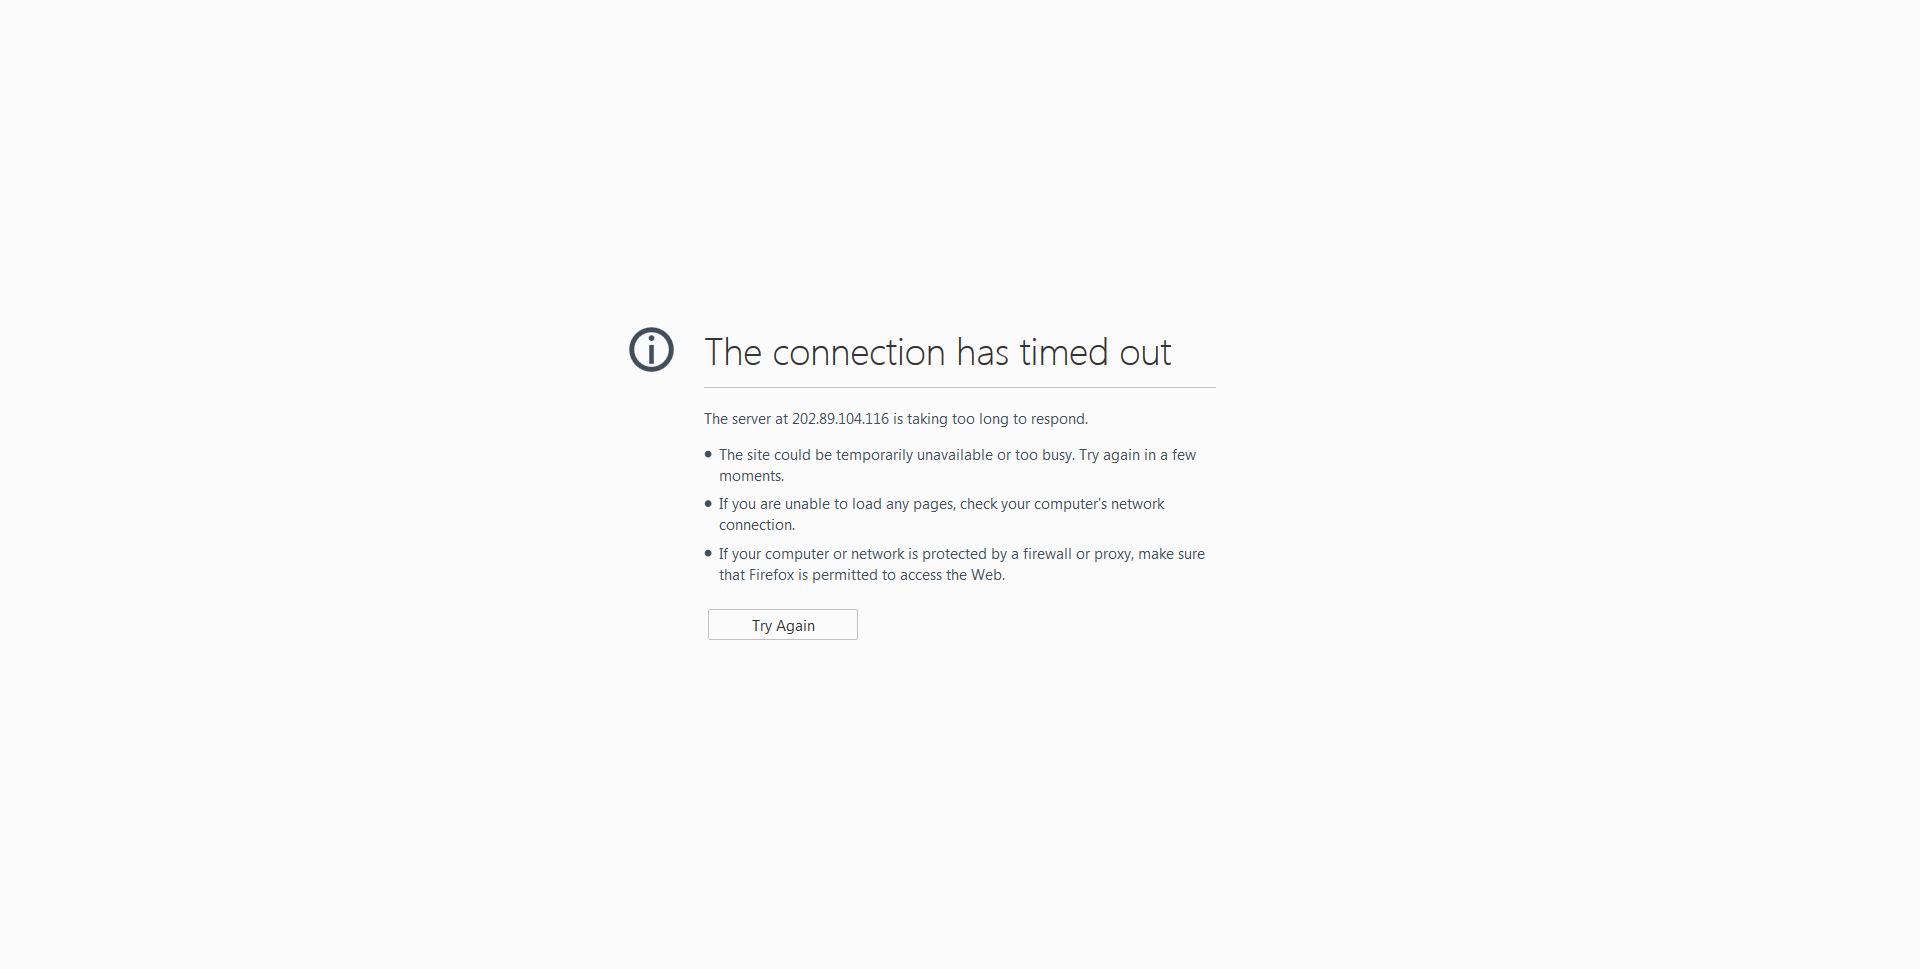 The connection has timed out
The server at 202.89.104.116 is taking too long to respond.
• The site could be temporarily unavailable or too busy. Try again in a few
moments.
• If you are unable to load any pages, check your computer's network
connection.
• If your computer or network is protected by a firewall or proxy, make sure
that Firefox is permitted to access the Web.
Try Again